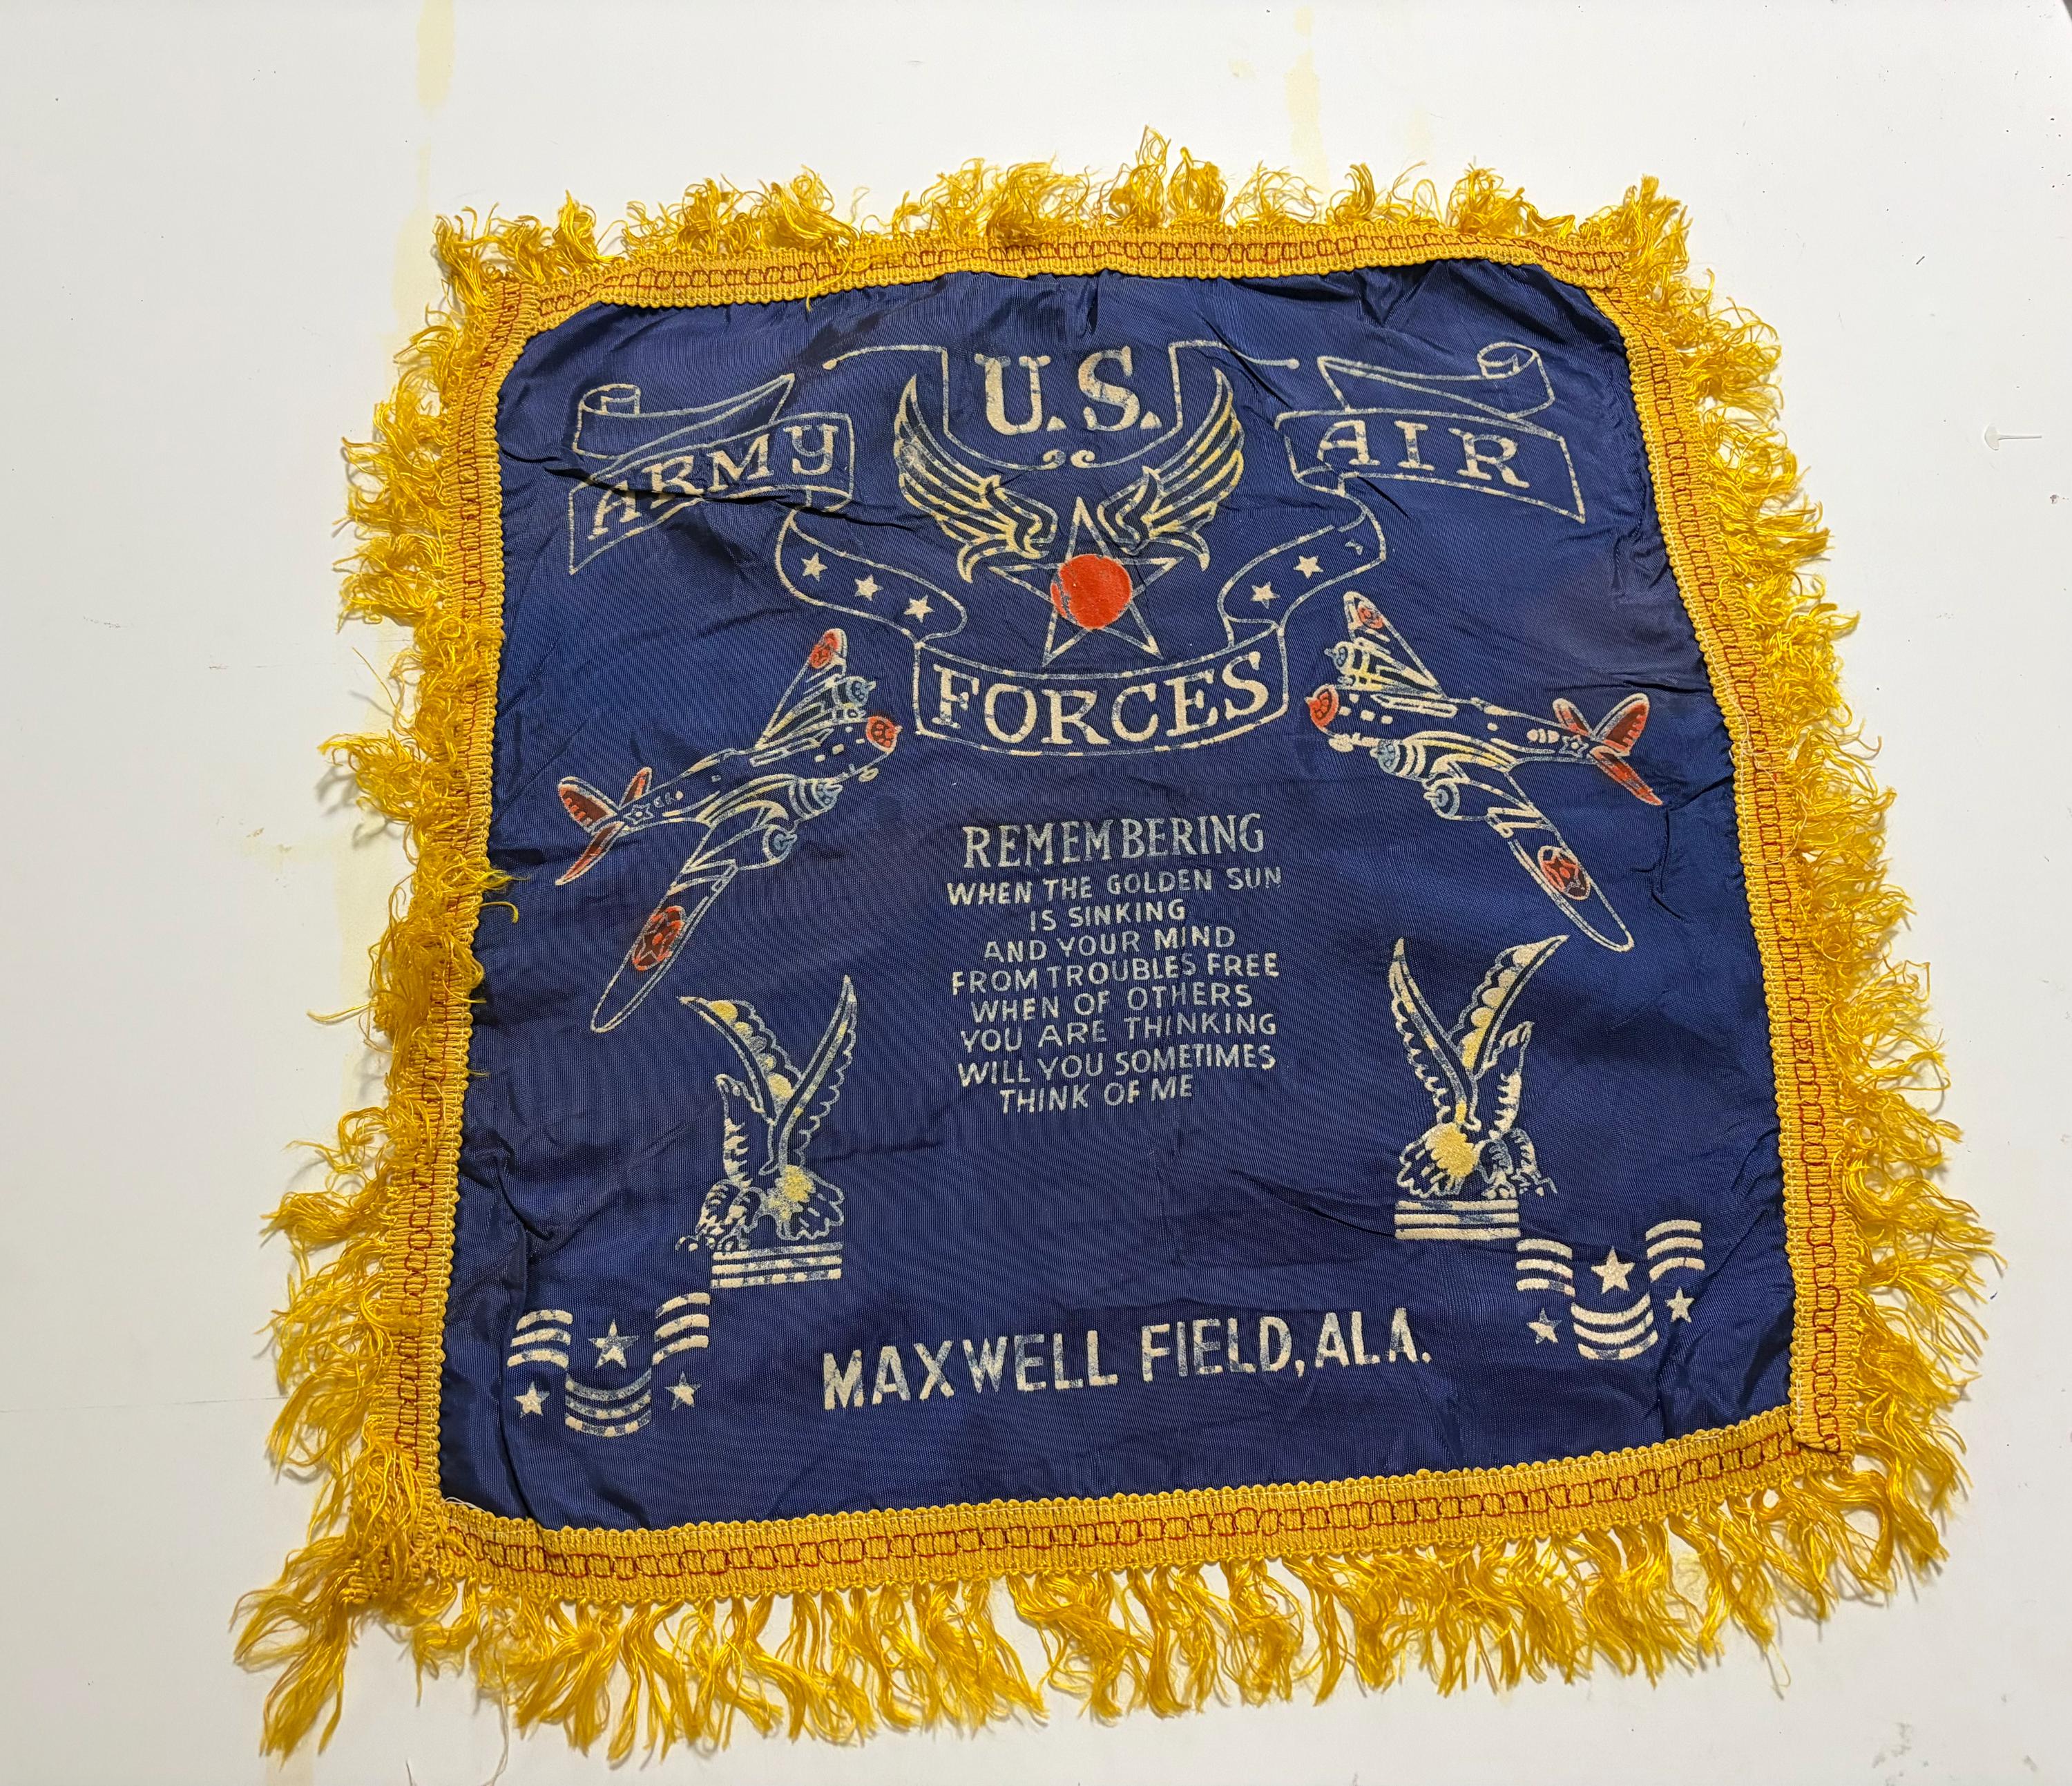 U.S.
ARMY AIR
FORCES
REMEMBERING
WHEN THE GOLDEN SUN
IS SINKING
AND YOUR MIND
FROM TROUBLES FREE
WHEN OF OTHERS
YOU ARE THINKING
WILL YOU SOMETIMES
THINK OF ME
MAXWELL FIELD, ALA.